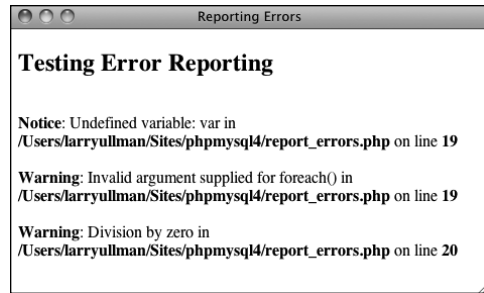 Reporting Errors
Testing Error Reporting
Notice: Undefined variable: var in
/Users/larryullman/Sites/phpmysql4/report_errors.php on line 19
Warning: Invalid argument supplied for foreach() in
/Users/larryullman/Sites/phpmysql4/report_errors.php on line 19
Warning: Division by zero in
/Users/larryullman/Sites/phpmysql4/report_errors.php on line 20